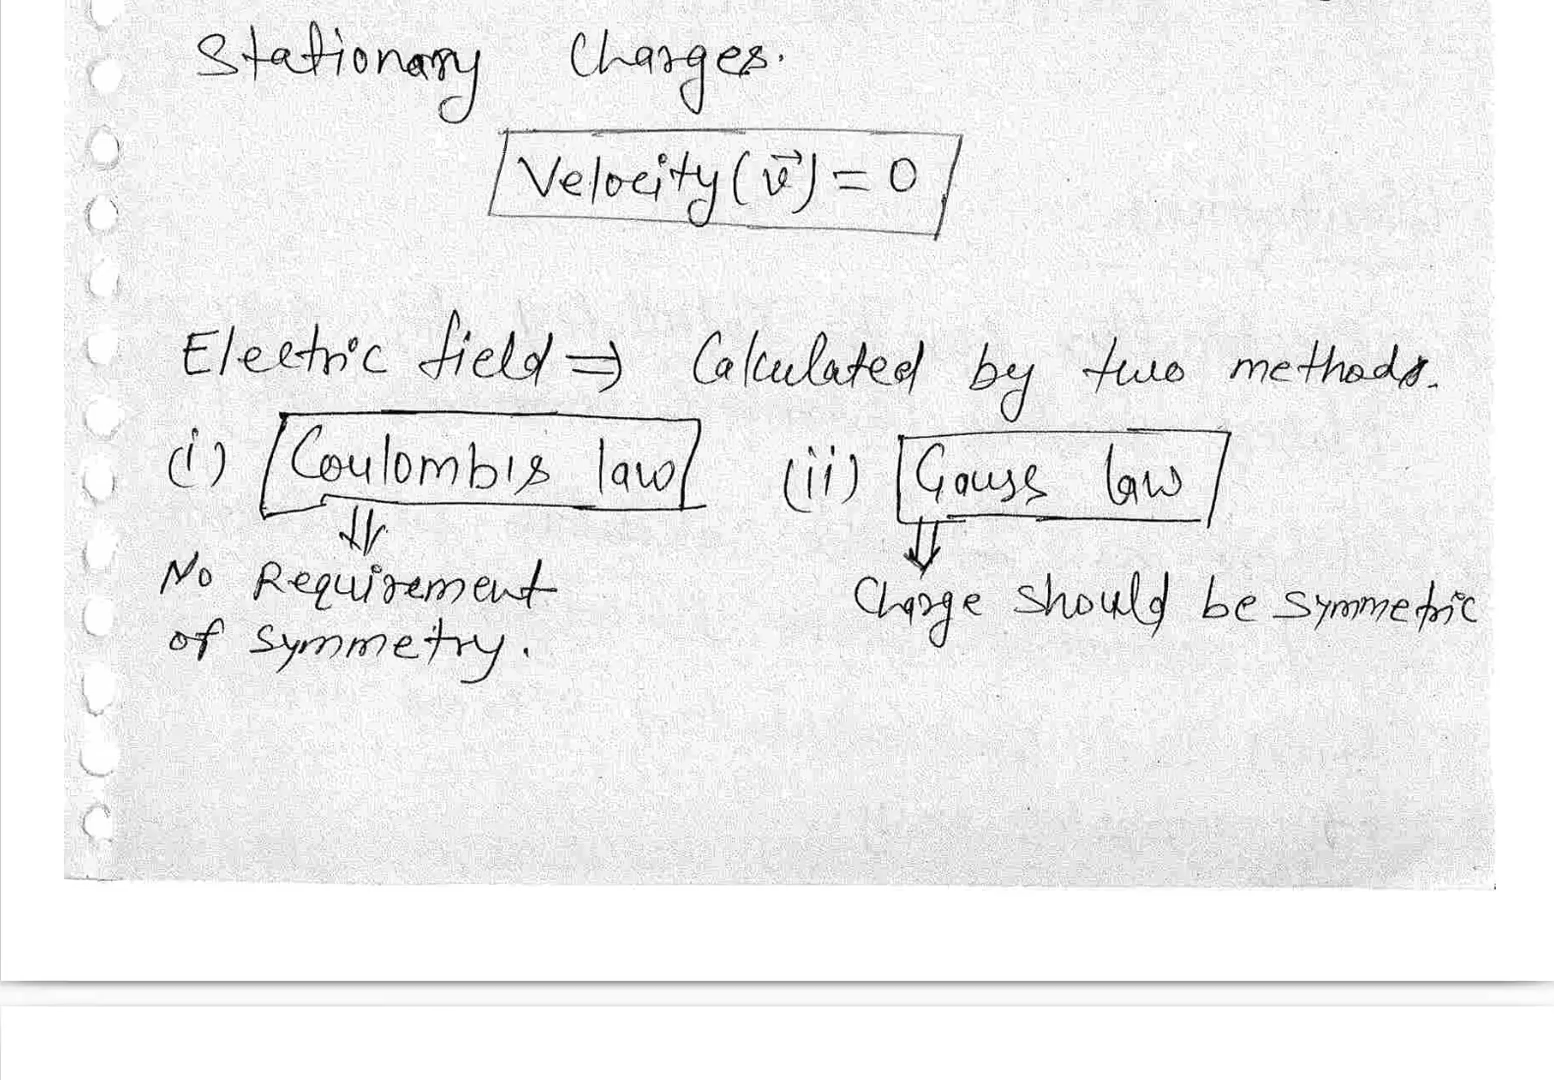 Stationary Charges.
Velocity (v⃗) = 0
Electric field ⇒ Calculated by two methods.
(i) Coulomb's law (ii) Gauss law
⇓ ⇓
No Requirement
of symmetry.
Charge should be symmetric